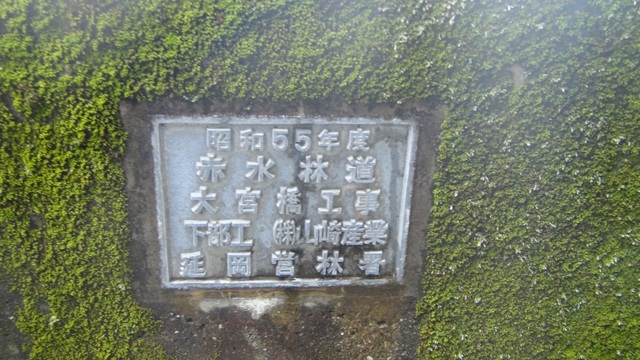 昭和55年度
赤水林道
大宮橋工事
下部工 ㈱山崎産業
延岡営林署